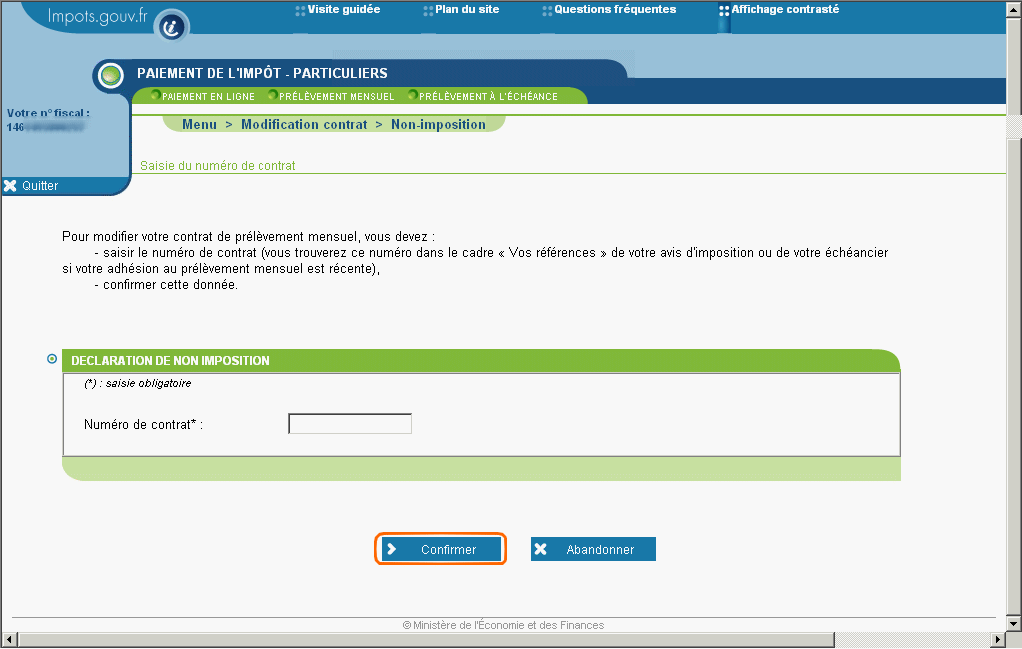 Impots.gouv.fr
Visite guidée
Plan du site
Questions fréquentes
Affichage contrasté
PAIEMENT DE L'IMPÔT - PARTICULIERS
PAIEMENT EN LIGNE
PRÉLÈVEMENT MENSUEL
PRÉLÈVEMENT À L'ÉCHÉANCE
Votre n° fiscal :
146
Menu > Modification contrat > Non-imposition
Saisie du numéro de contrat
Quitter
Pour modifier votre contrat de prélèvement mensuel, vous devez :
- saisir le numéro de contrat (vous trouverez ce numéro dans le cadre « Vos références » de votre avis d'imposition ou de votre échéancier
si votre adhésion au prélèvement mensuel est récente),
- confirmer cette donnée.
DECLARATION DE NON IMPOSITION
(*) : saisie obligatoire
Numéro de contrat* :
Confirmer
Abandonner
© Ministère de l'Économie et des Finances